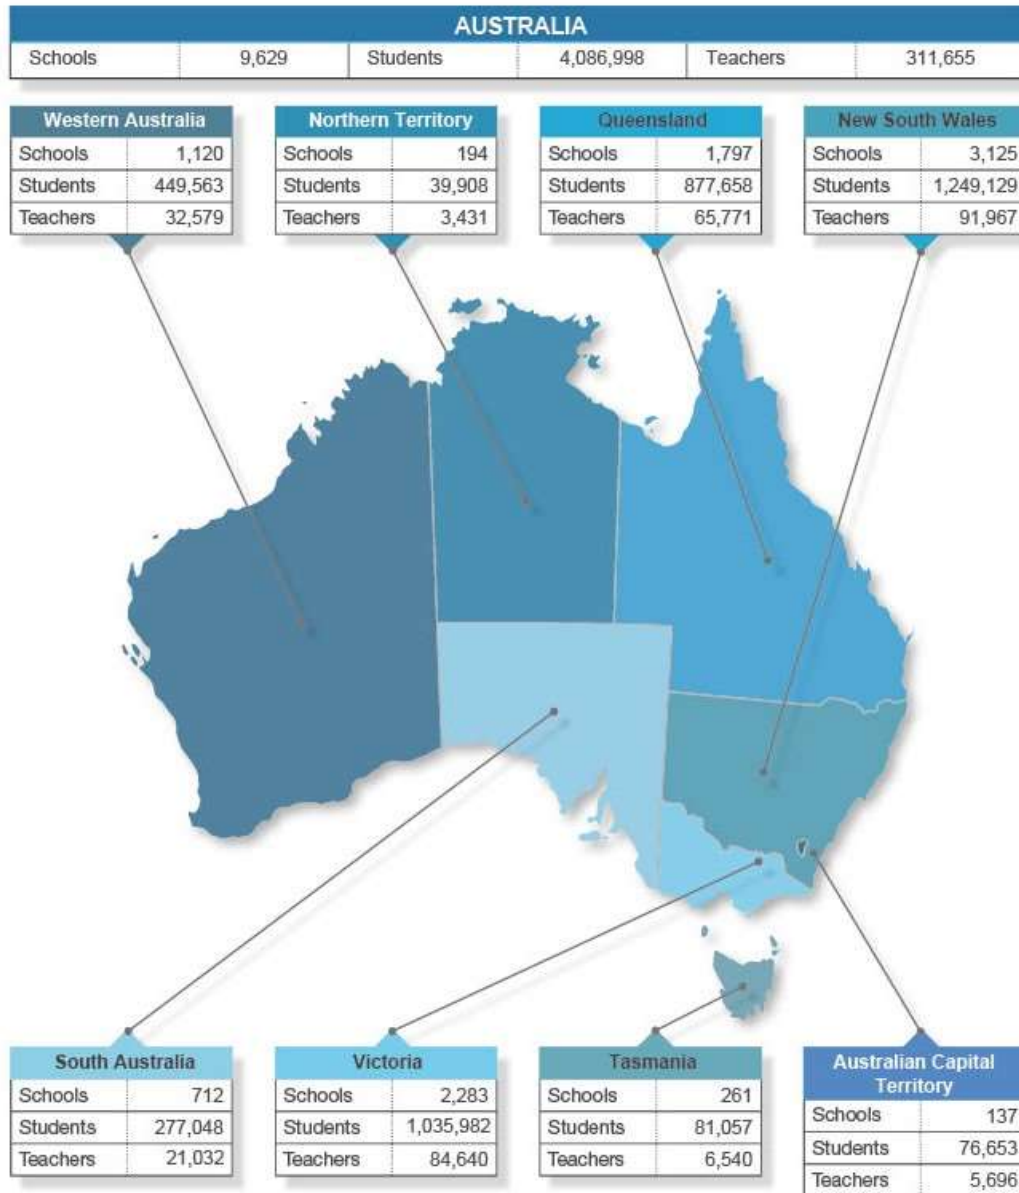 AUSTRALIA
Schools 9,629 Students 4,086,998 Teachers 311,655
Western Australia
Schools 1,120
Students 449,563
Teachers 32,579
Northern Territory
Schools 194
Students 39,908
Teachers 3,431
Queensland
Schools 1,797
Students 877,658
Teachers 65,771
New South Wales
Schools 3,125
Students 1,249,129
Teachers 91,967
South Australia
Schools 712
Students 277,048
Teachers 21,032
Victoria
Schools 2,283
Students 1,035,982
Teachers 84,640
Tasmania
Schools 261
Students 81,057
Teachers 6,540
Australian Capital
Territory
Schools 137
Students 76,653
Teachers 5,696